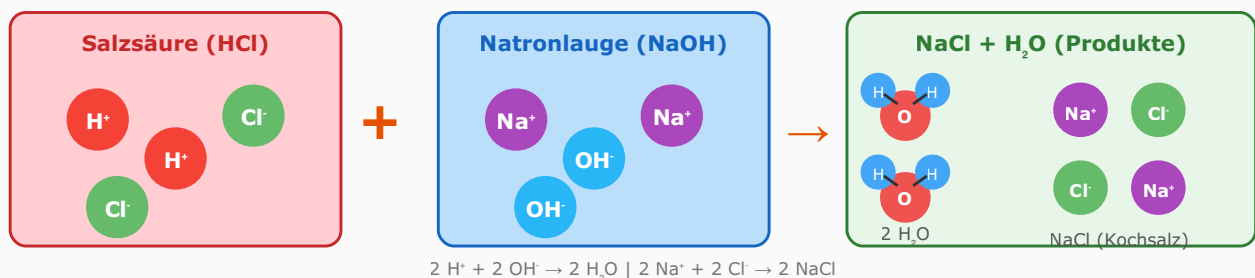 Salzsäure (HCl)
H⁺
Cl⁻
H⁺
Cl⁻
+
Natronlauge (NaOH)
Na⁺
Na⁺
OH⁻
OH⁻
→
NaCl + H₂O (Produkte)
H H
O
Na⁺ Cl⁻
H H
O
Cl⁻ Na⁺
2 H₂O
NaCl (Kochsalz)
2 H⁺ + 2 OH⁻ → 2 H₂O | 2 Na⁺ + 2 Cl⁻ → 2 NaCl